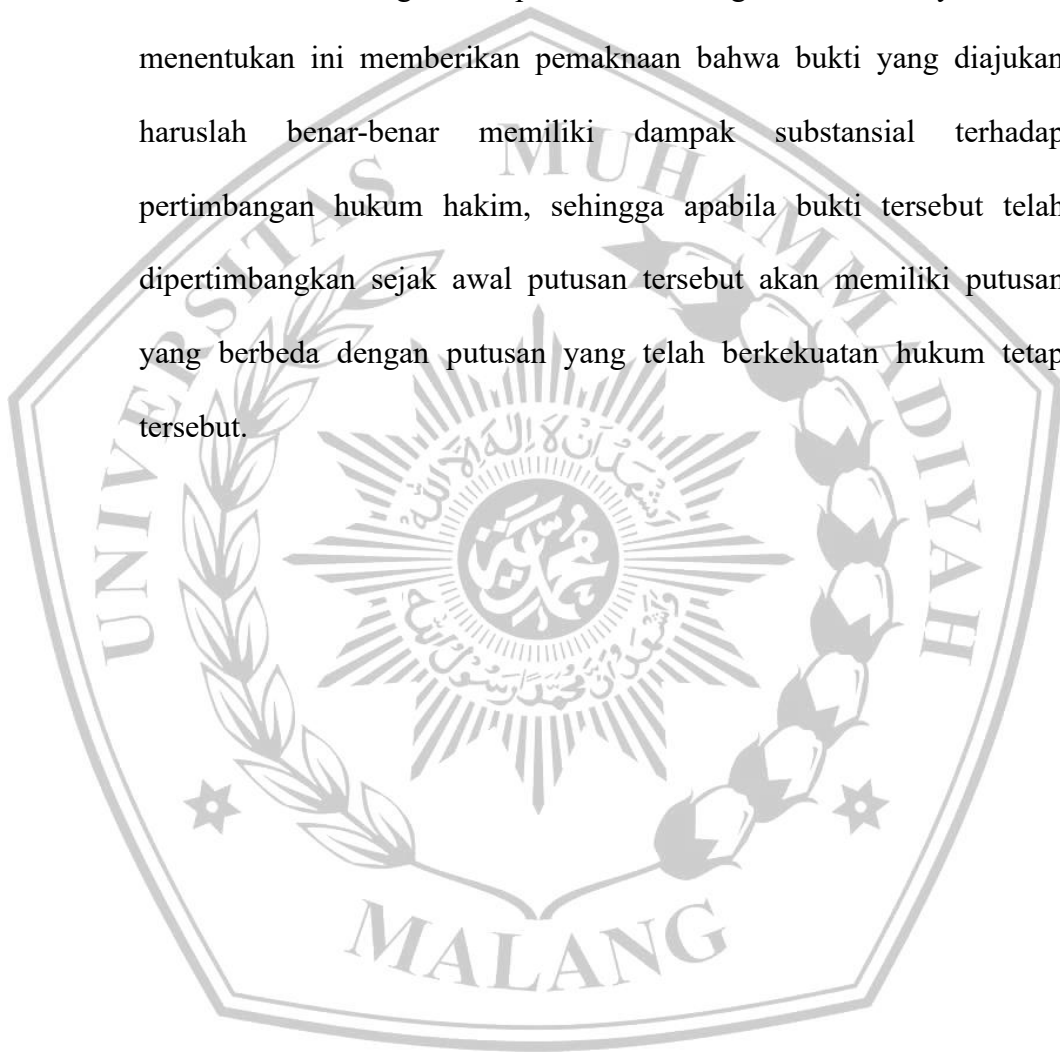 menentukan ini memberikan pemaknaan bahwa bukti yang diajukan
haruslah benar-benar memiliki dampak substansial terhadap
pertimbangan hukum hakim, sehingga apabila bukti tersebut telah
dipertimbangkan sejak awal putusan tersebut akan memiliki putusan
yang berbeda dengan putusan yang telah berkekuatan hukum tetap
tersebut.
UNIVERSITAS MUHAMMADIYAH
MALANG